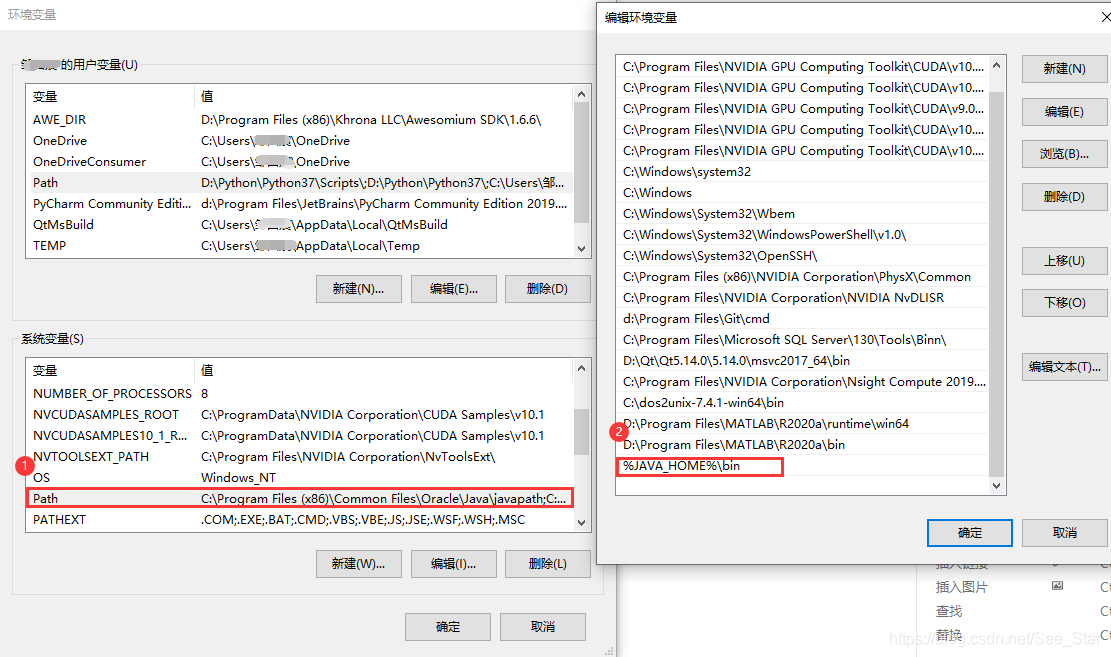 环境变量
的用户变量(U)
变量 值
AWE_DIR D:\Program Files (x86)\Khrona LLC\Awesomium SDK\1.6.6\
OneDrive C:\Users\ \OneDrive
OneDriveConsumer C:\Users\ \OneDrive
Path D:\Python\Python37\Scripts\;D:\Python\Python37\;C:\Users\邹...
PyCharm Community Editi... d:\Program Files\JetBrains\PyCharm Community Edition 2019....
QtMsBuild C:\Users\ \AppData\Local\QtMsBuild
TEMP C:\Users\ \AppData\Local\Temp
新建(N)... 编辑(E)... 删除(D)
系统变量(S)
变量 值
NUMBER_OF_PROCESSORS 8
NVCUDASAMPLES_ROOT C:\ProgramData\NVIDIA Corporation\CUDA Samples\v10.1
NVCUDASAMPLES10_1_R... C:\ProgramData\NVIDIA Corporation\CUDA Samples\v10.1
NVTOOLSEXT_PATH C:\Program Files\NVIDIA Corporation\NvToolsExt\
1
OS Windows_NT
Path C:\Program Files (x86)\Common Files\Oracle\Java\javapath;C:...
PATHEXT .COM;.EXE;.BAT;.CMD;.VBS;.VBE;.JS;.JSE;.WSF;.WSH;.MSC
新建(W)... 编辑(I)... 删除(L)
确定 取消
编辑环境变量
C:\Program Files\NVIDIA GPU Computing Toolkit\CUDA\v10....
C:\Program Files\NVIDIA GPU Computing Toolkit\CUDA\v10....
C:\Program Files\NVIDIA GPU Computing Toolkit\CUDA\v9.0...
C:\Program Files\NVIDIA GPU Computing Toolkit\CUDA\v10....
C:\Program Files\NVIDIA GPU Computing Toolkit\CUDA\v10....
C:\Windows\system32
C:\Windows
C:\Windows\System32\Wbem
C:\Windows\System32\WindowsPowerShell\v1.0\
C:\Windows\System32\OpenSSH\
C:\Program Files (x86)\NVIDIA Corporation\PhysX\Common
C:\Program Files\NVIDIA Corporation\NVIDIA NvDLISR
d:\Program Files\Git\cmd
C:\Program Files\Microsoft SQL Server\130\Tools\Binn\
D:\Qt\Qt5.14.0\5.14.0\msvc2017_64\bin
C:\Program Files\NVIDIA Corporation\Nsight Compute 2019....
C:\dos2unix-7.4.1-win64\bin
D:\Program Files\MATLAB\R2020a\runtime\win64
2
D:\Program Files\MATLAB\R2020a\bin
%JAVA_HOME%\bin
新建(N)
编辑(E)
浏览(B)...
删除(D)
上移(U)
下移(O)
编辑文本(T)...
确定 取消
插入链接
插入图片
查找
替换
https://blog.csdn.net/See_Star